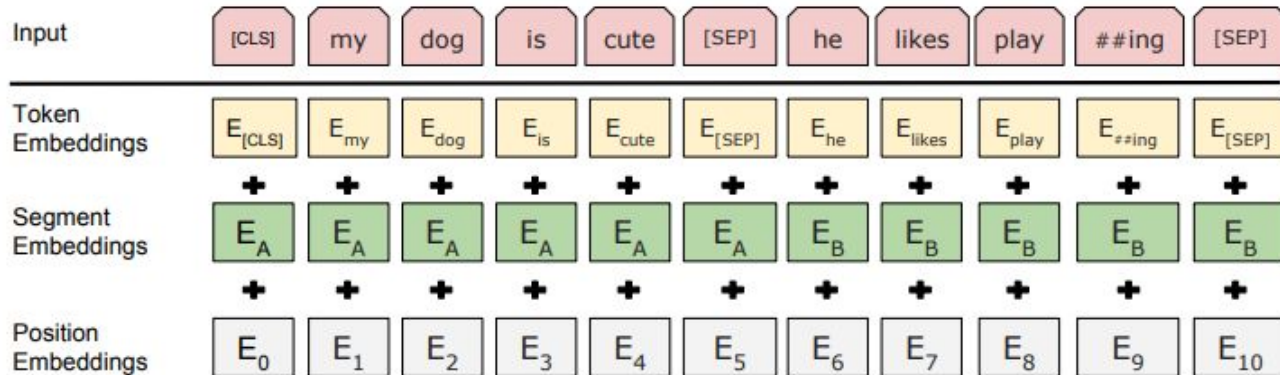 Input [CLS] my dog is cute [SEP] he likes play ##ing [SEP]
Token
Embeddings E[CLS] Emy Edog Eis Ecute E[SEP] Ehe Elikes Eplay E##ing E[SEP]
+ + + + + + + + + + +
Segment
Embeddings EA EA EA EA EA EA EB EB EB EB EB
+ + + + + + + + + + +
Position
Embeddings E0 E1 E2 E3 E4 E5 E6 E7 E8 E9 E10